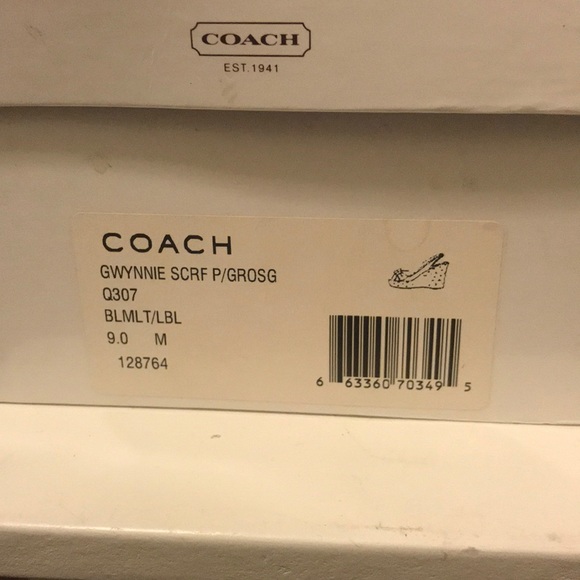 COACH
EST.1941
COACH
GWYNNIE SCRF P/GROSG
Q307
BLMLT/LBL
9.0 M
128764
6 63360 70349 5